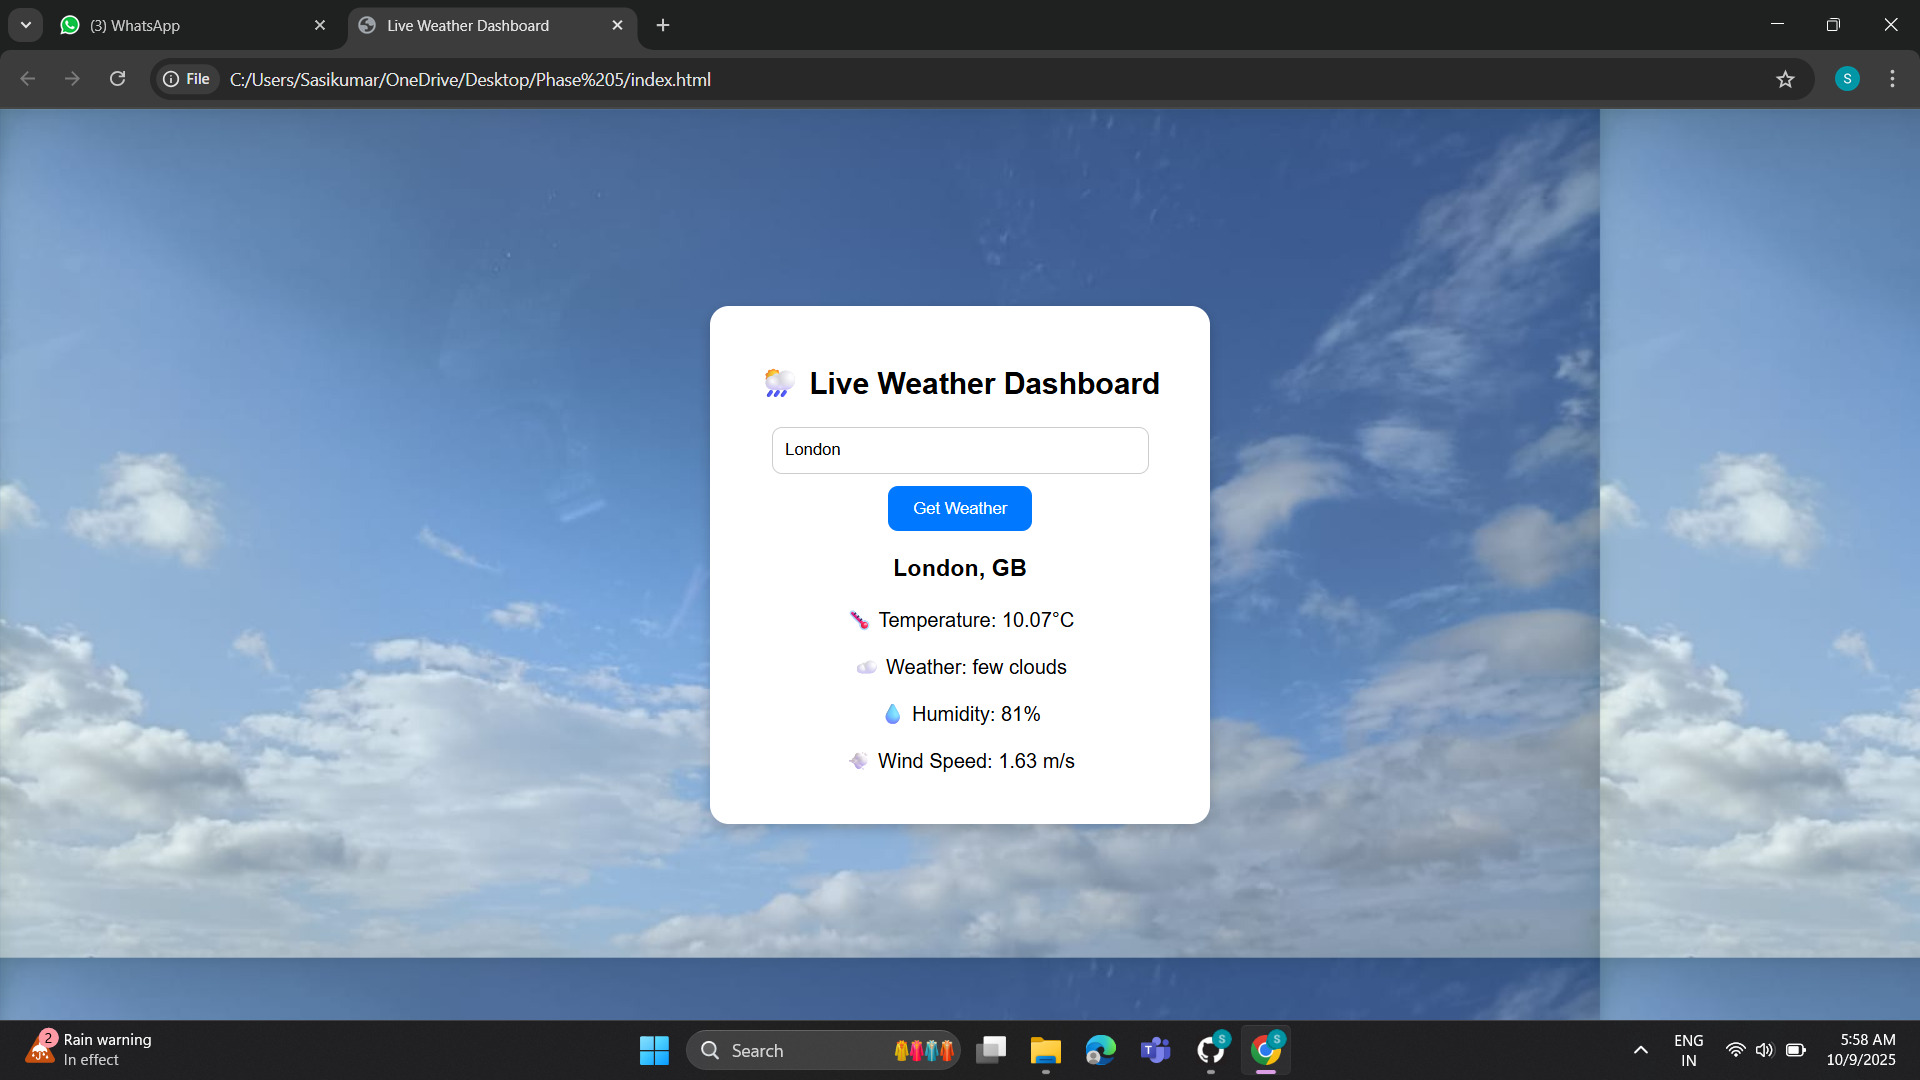 (3) WhatsApp
Live Weather Dashboard
File
C:/Users/Sasikumar/OneDrive/Desktop/Phase%205/index.html
S
Live Weather Dashboard
London
Get Weather
London, GB
Temperature: 10.07°C
Weather: few clouds
Humidity: 81%
Wind Speed: 1.63 m/s
2
Rain warning
In effect
Search
T
S
S
ENG
IN
5:58 AM
10/9/2025